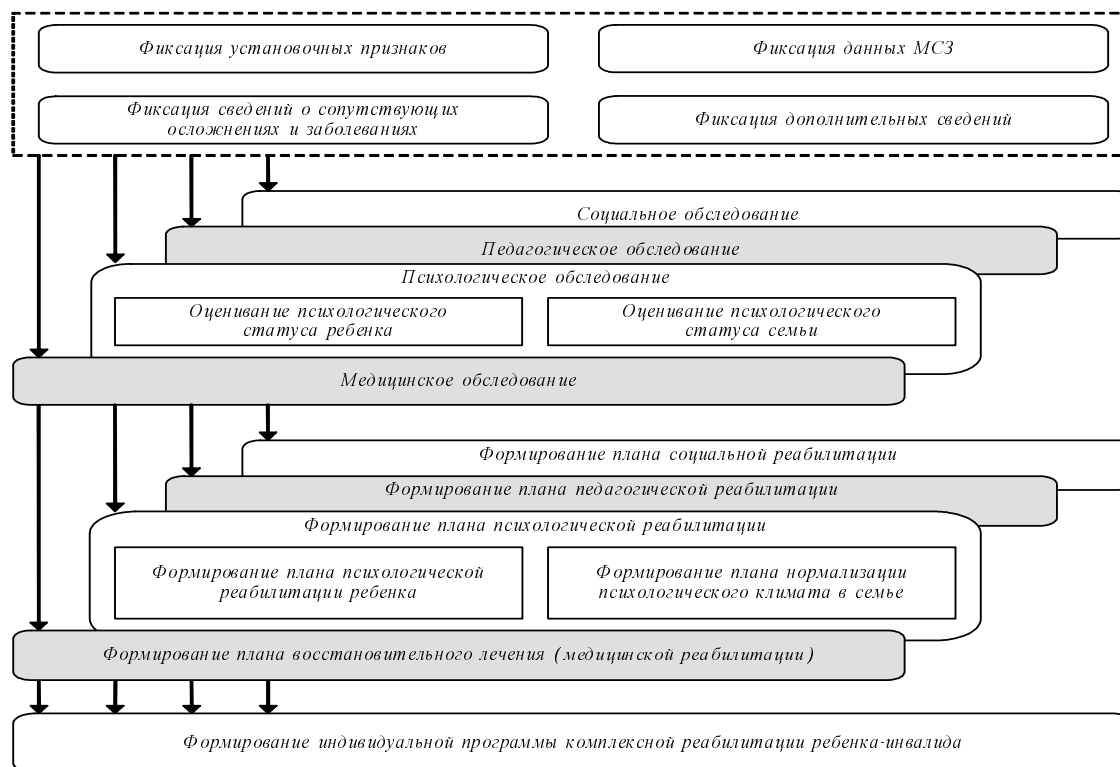 Фиксация установочных признаков
Фиксация данных МСЗ
Фиксация сведений о сопутствующих
осложнениях и заболеваниях
Фиксация дополнительных сведений
Социальное обследование
Педагогическое обследование
Психологическое обследование
Оценивание психологического
статуса ребенка
Оценивание психологического
статуса семьи
Медицинское обследование
Формирование плана социальной реабилитации
Формирование плана педагогической реабилитации
Формирование плана психологической реабилитации
Формирование плана психологической
реабилитации ребенка
Формирование плана нормализации
психологического климата в семье
Формирование плана восстановительного лечения (медицинской реабилитации)
Формирование индивидуальной программы комплексной реабилитации ребенка-инвалида